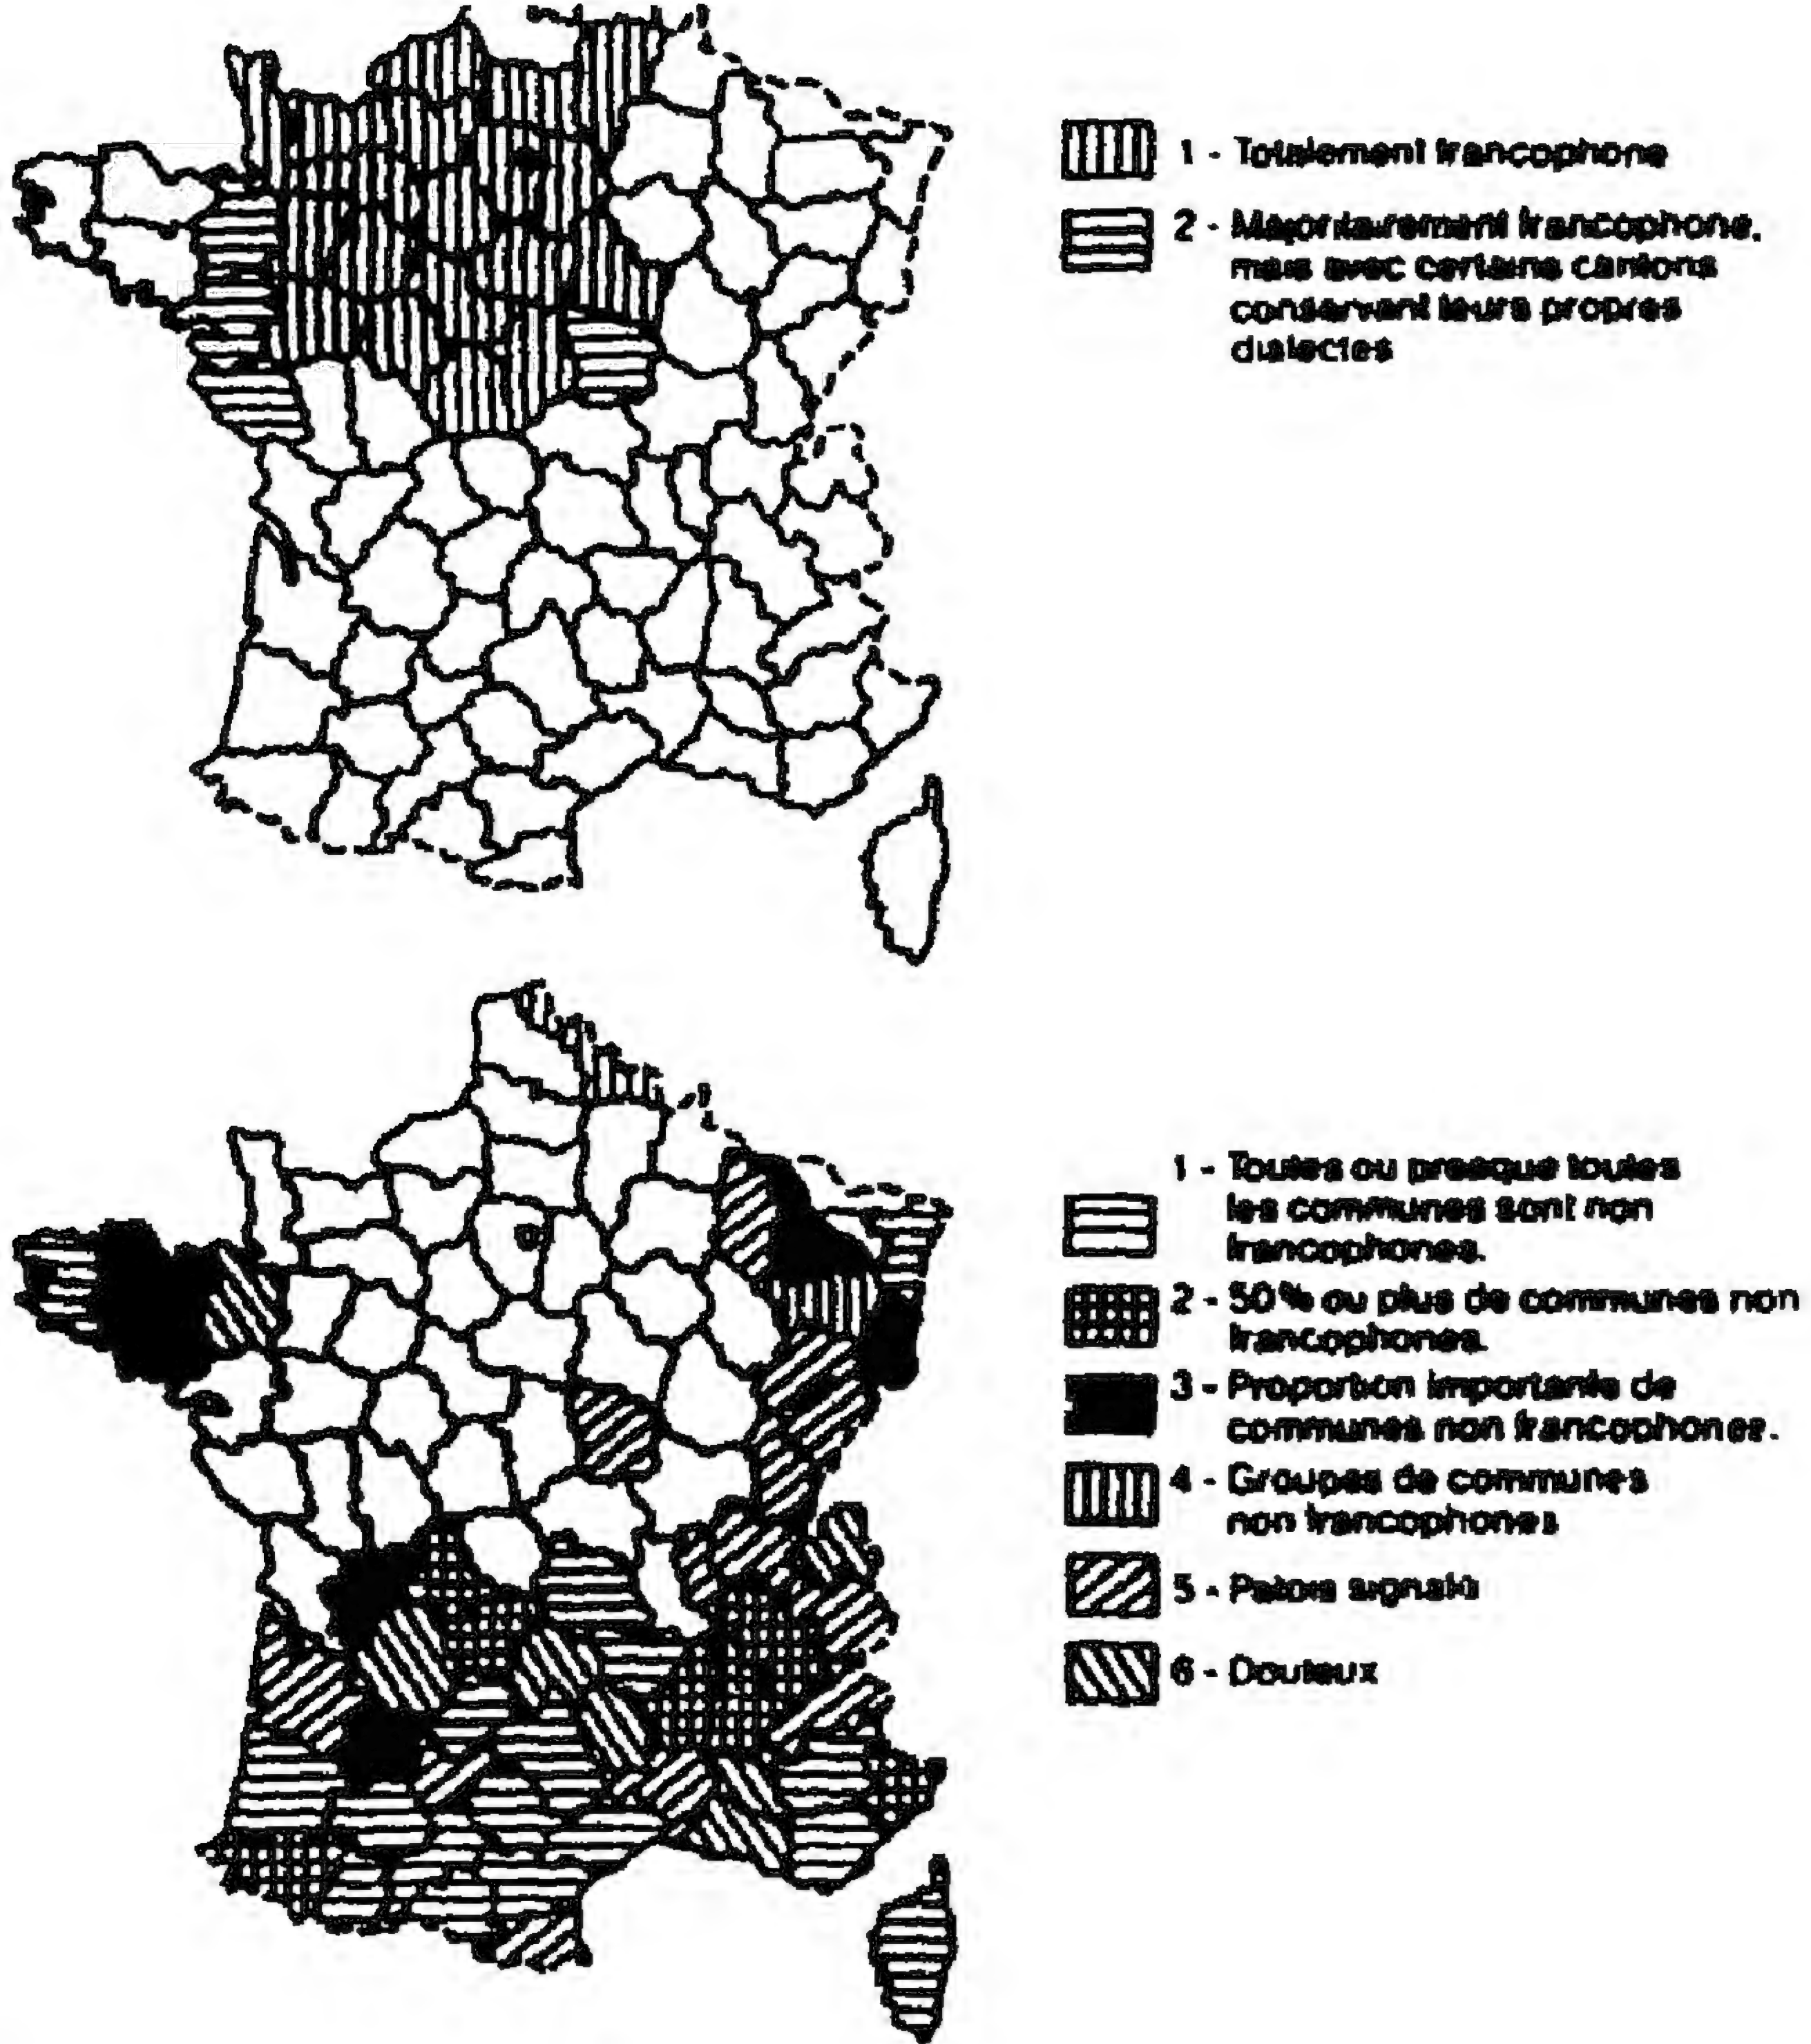 1 - Totalement francophone
2 - Majoritairement francophone,
mais avec certains cantons
conservant leurs propres
dialectes
1 - Toutes ou presque toutes
les communes sont non
francophones.
2 - 50 % ou plus de communes non
francophones.
3 - Proportion importante de
communes non francophones.
4 - Groupes de communes
non francophones
5 - Patois signalé
6 - Douteux